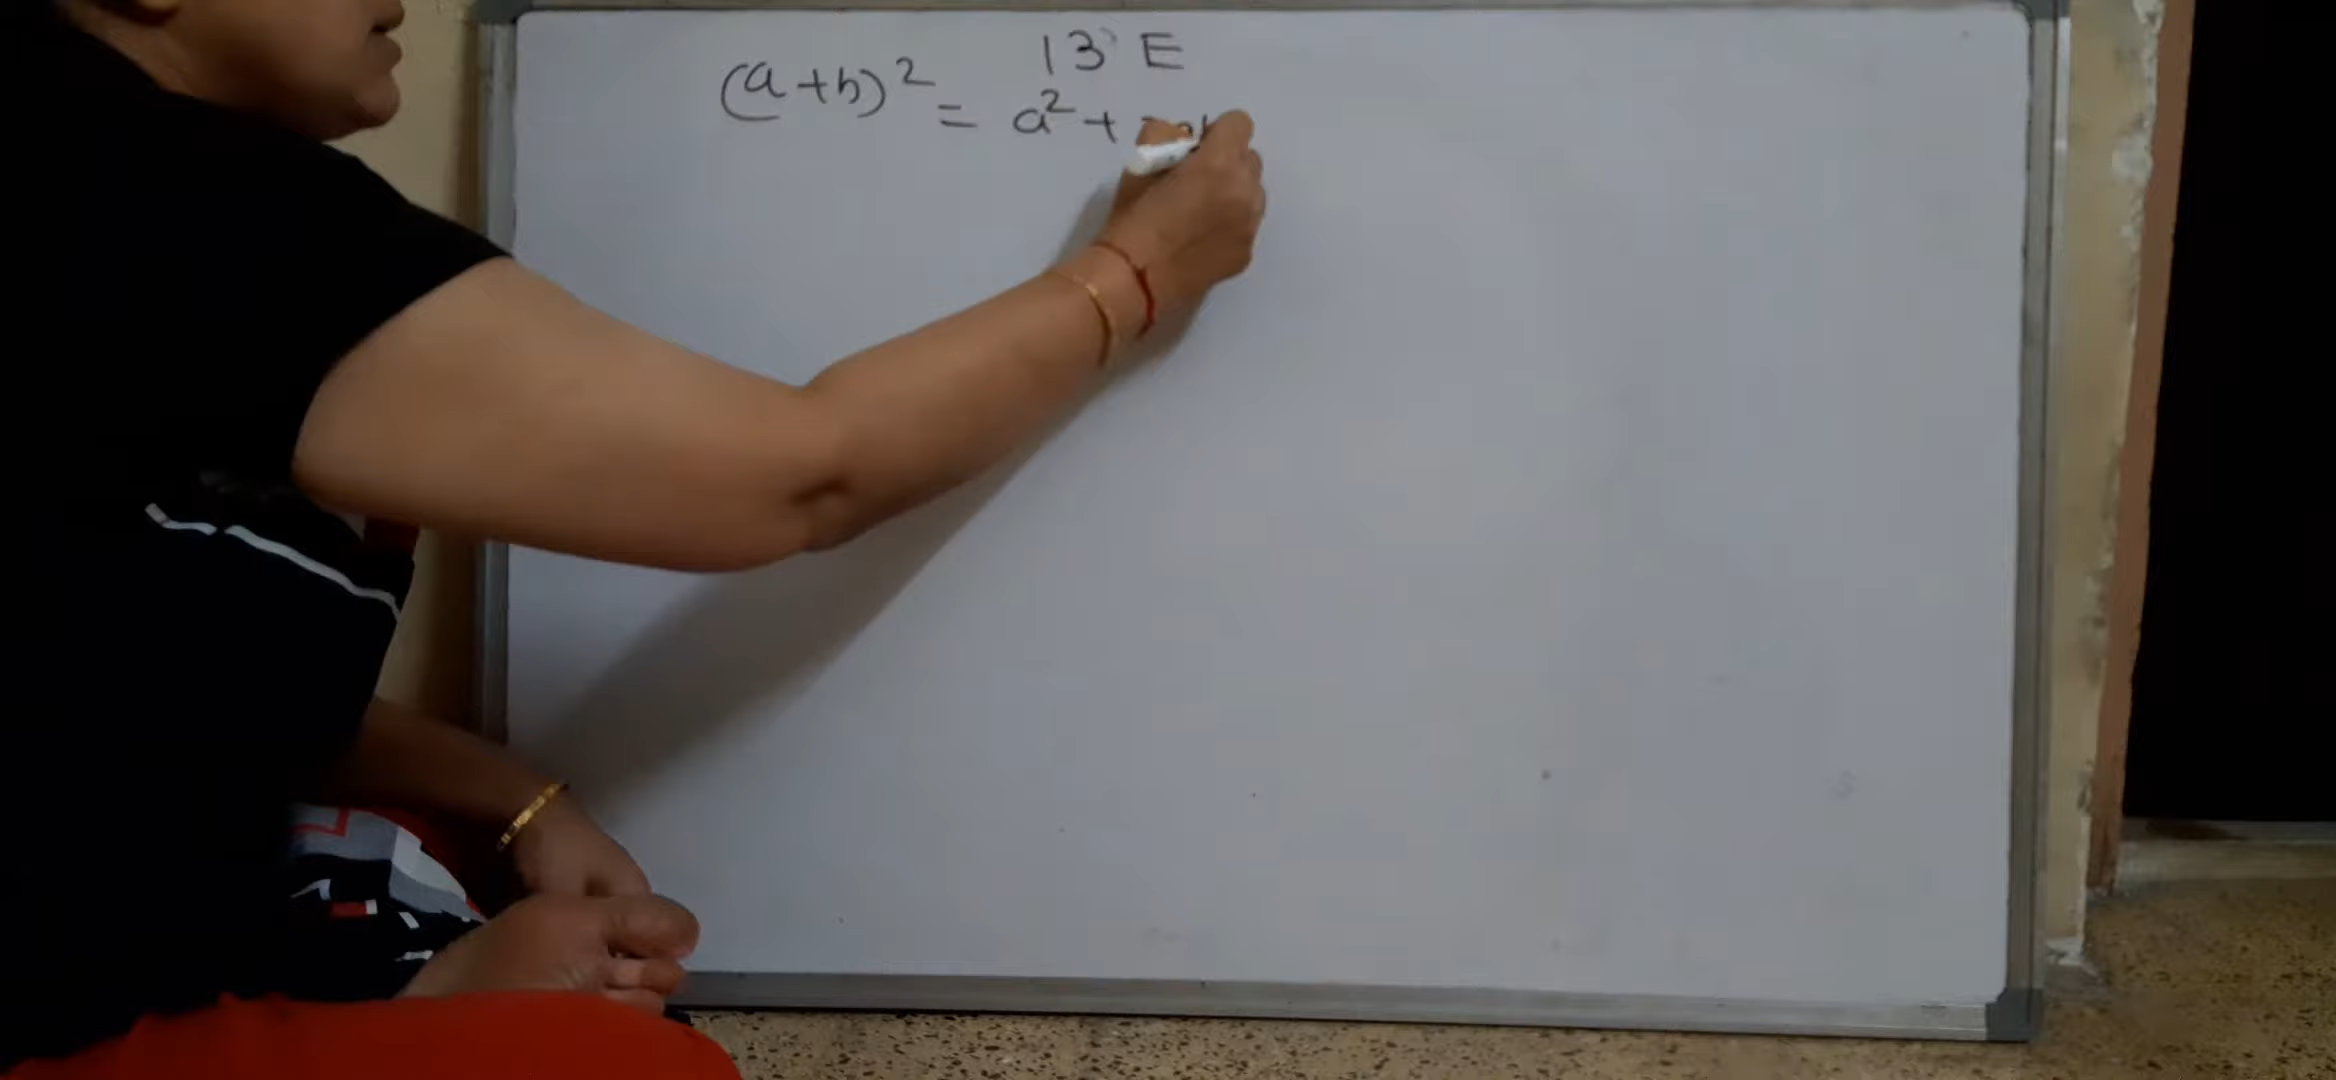 13 E
(a+b)² = a² +